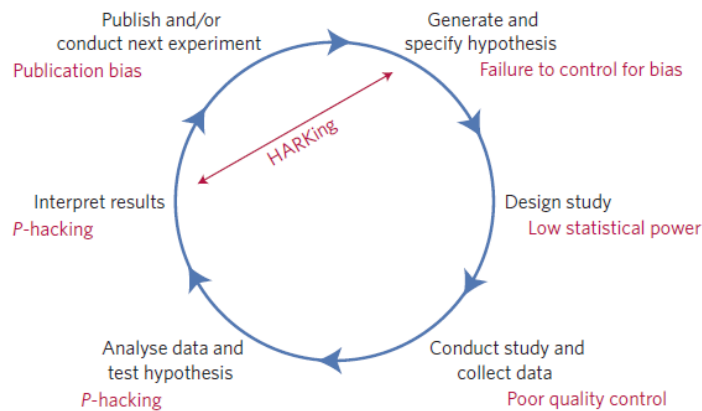 Publish and/or
conduct next experiment
Publication bias
Generate and
specify hypothesis
Failure to control for bias
HARKing
Interpret results
P-hacking
Design study
Low statistical power
Analyse data and
test hypothesis
P-hacking
Conduct study and
collect data
Poor quality control